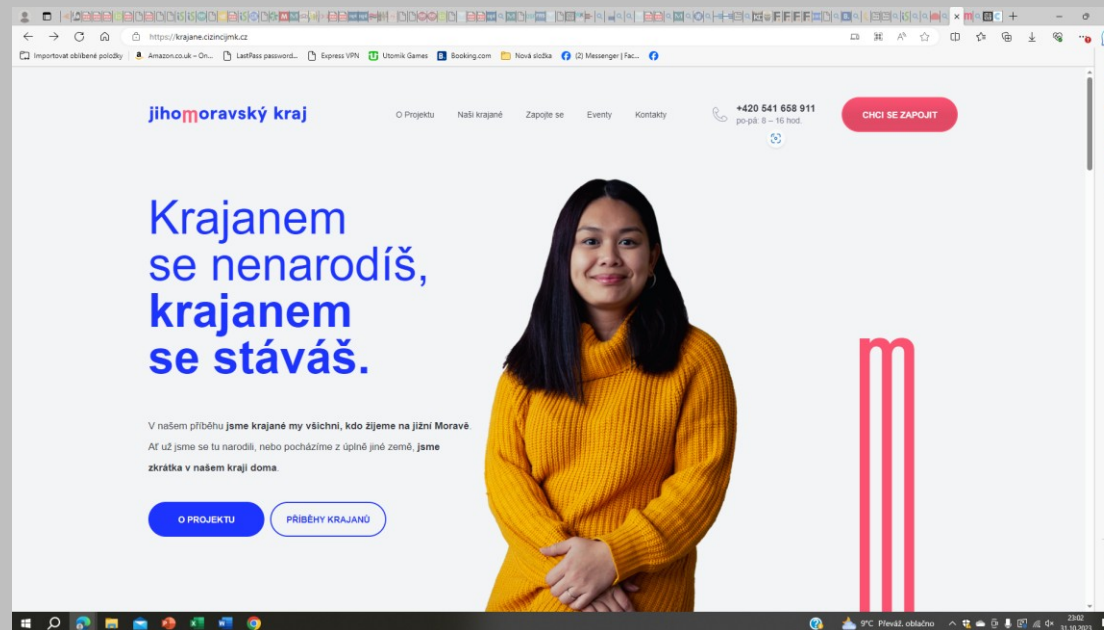 https://krajane.cizincijmk.cz
Importovat oblíbené položky
Amazon.co.uk – On...
LastPass password...
Express VPN
Utomik Games
Booking.com
Nová složka
(2) Messenger | Fac...
jihomoravský kraj
O Projektu
Naši krajané
Zapojte se
Eventy
Kontakty
+420 541 658 911
po-pá: 8 – 16 hod.
CHCI SE ZAPOJIT
Krajanem
se nenarodíš,
krajanem
se stáváš.
V našem příběhu jsme krajané my všichni, kdo žijeme na jižní Moravě.
Ať už jsme se tu narodili, nebo pocházíme z úplně jiné země, jsme
zkrátka v našem kraji doma.
O PROJEKTU
PŘÍBĚHY KRAJANŮ
m
9°C Převáž. oblačno
23:02
31.10.2023